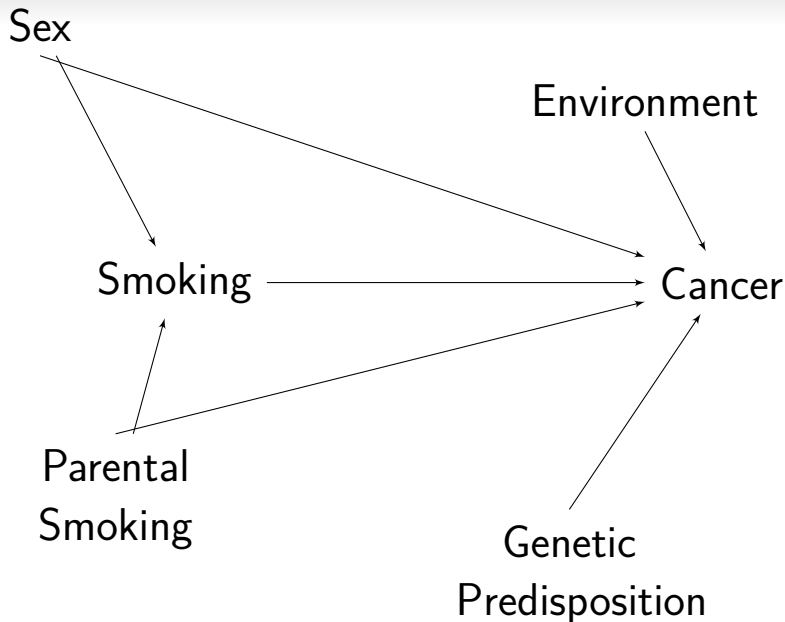 Sex
Environment
Smoking
Cancer
Parental
Smoking
Genetic
Predisposition